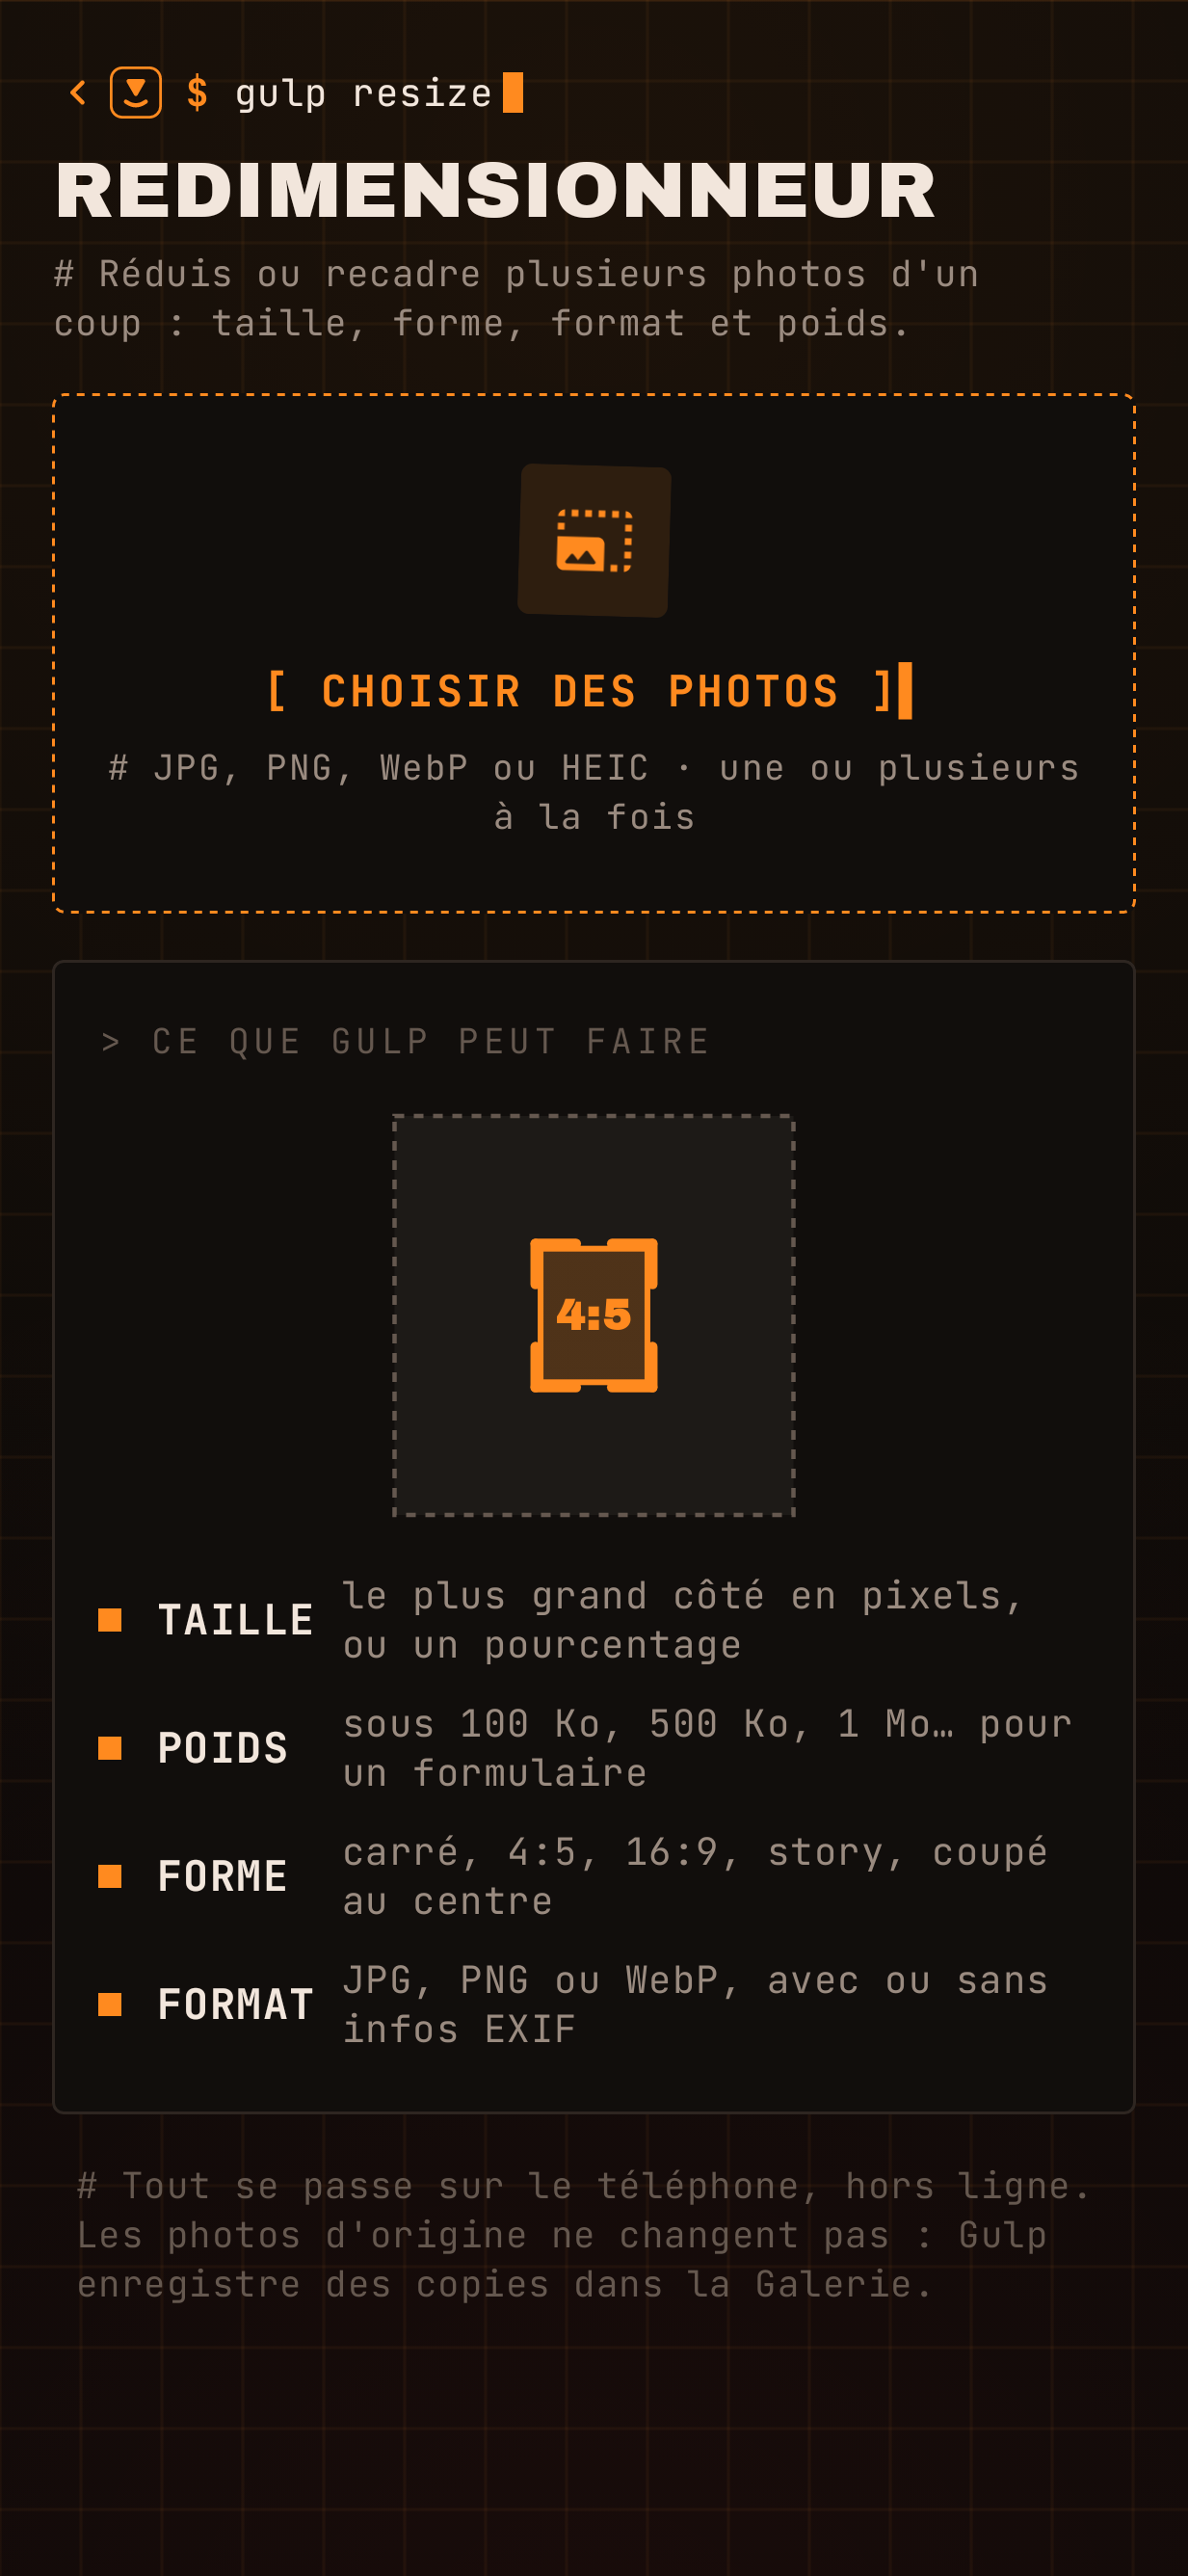 $ gulp resize
REDIMENSIONNEUR
# Réduis ou recadre plusieurs photos d'un
coup : taille, forme, format et poids.
[ CHOISIR DES PHOTOS ]
# JPG, PNG, WebP ou HEIC · une ou plusieurs
à la fois
> CE QUE GULP PEUT FAIRE
4:5
TAILLE le plus grand côté en pixels,
ou un pourcentage
POIDS sous 100 Ko, 500 Ko, 1 Mo… pour
un formulaire
FORME carré, 4:5, 16:9, story, coupé
au centre
FORMAT JPG, PNG ou WebP, avec ou sans
infos EXIF
# Tout se passe sur le téléphone, hors ligne.
Les photos d'origine ne changent pas : Gulp
enregistre des copies dans la Galerie.